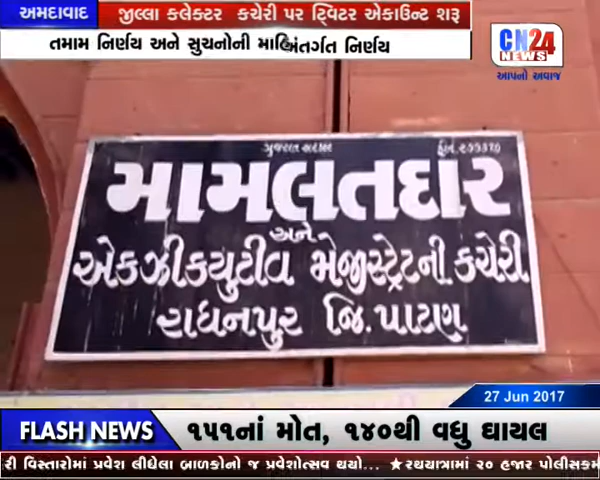 અમદાવાદ જીલ્લા કલેક્ટર કચેરી પર ટ્વિટર એકાઉન્ટ શરૂ
તમામ નિર્ણય અને સુચનોની
નિર્ણય
CN24
NEWS
આપનો અવાજ
ગુજરાત સરકાર
મામલતદાર
અને
એકઝીકયુટીવ મેજીસ્ટ્રેટની કચેરી
રાધનપુર જિ.પાટણ
27 Jun 2017
FLASH NEWS ૧૫૧નાં મોત, ૧૪૦થી વધુ ઘાયલ
રી વિસ્તારોમાં પ્રવેશ લીધેલા બાળકોનો જ પ્રવેશોત્સવ થયો... ★રથયાત્રામાં ૨૦ હજાર પોલીસકર્મ